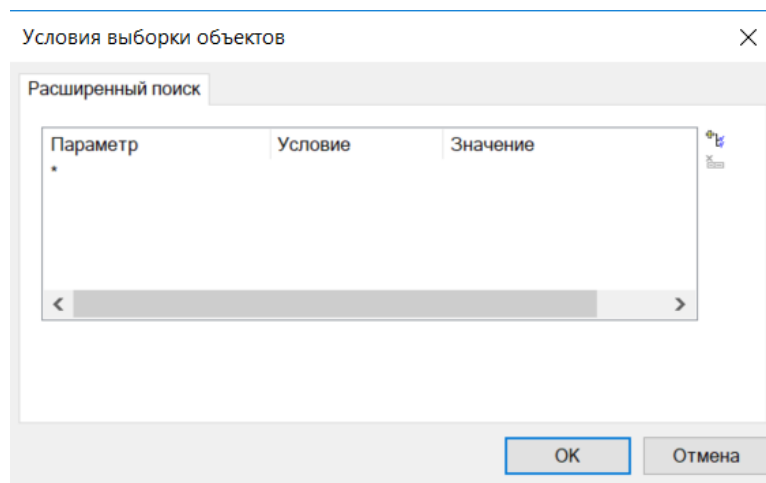 Условия выборки объектов
Расширенный поиск
Параметр Условие Значение
*
OK Отмена